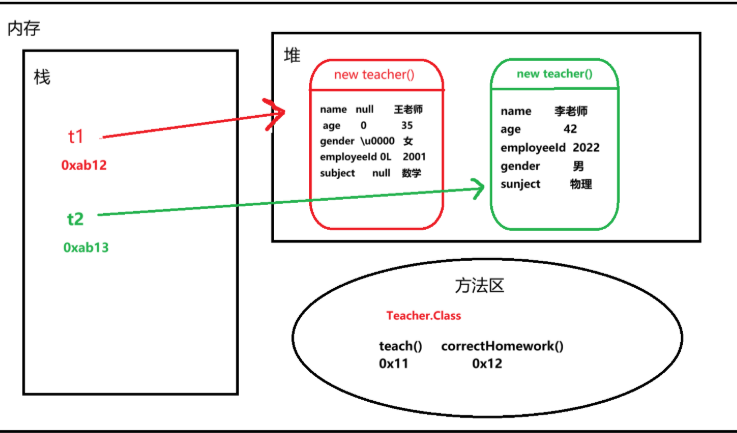 内存
栈
t1
0xab12
t2
0xab13
堆
new teacher()
name null 王老师
age 0 35
gender \u0000 女
employeeId 0L 2001
subject null 数学
new teacher()
name 李老师
age 42
employeeId 2022
gender 男
sunject 物理
方法区
Teacher.Class
teach() correctHomework()
0x11 0x12